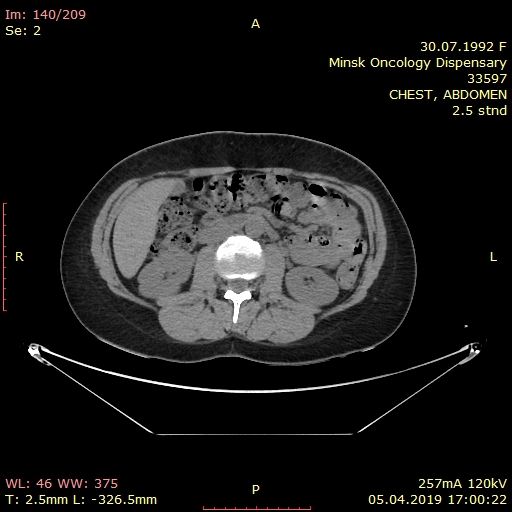 Im: 140/209
Se: 2
A
30.07.1992 F
Minsk Oncology Dispensary
33597
CHEST, ABDOMEN
2.5 stnd
R
L
WL: 46 WW: 375
T: 2.5mm L: -326.5mm
P
257mA 120kV
05.04.2019 17:00:22